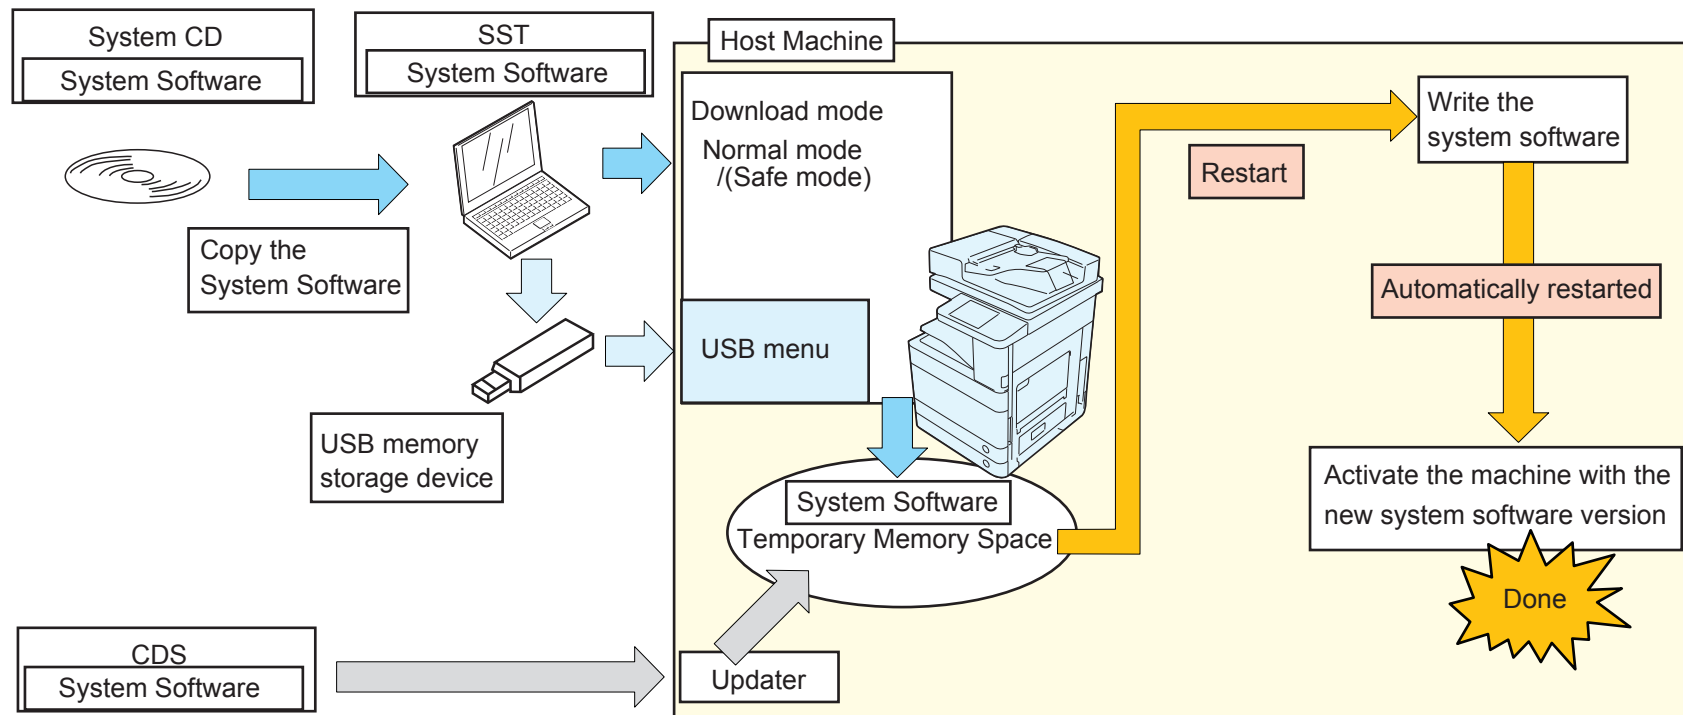 System CD
System Software
SST
System Software
Host Machine
Download mode
Normal mode
/(Safe mode)
Write the
system software
Restart
Copy the
System Software
Automatically restarted
USB menu
USB memory
storage device
System Software
Temporary Memory Space
Activate the machine with the
new system software version
Done
CDS
System Software
Updater